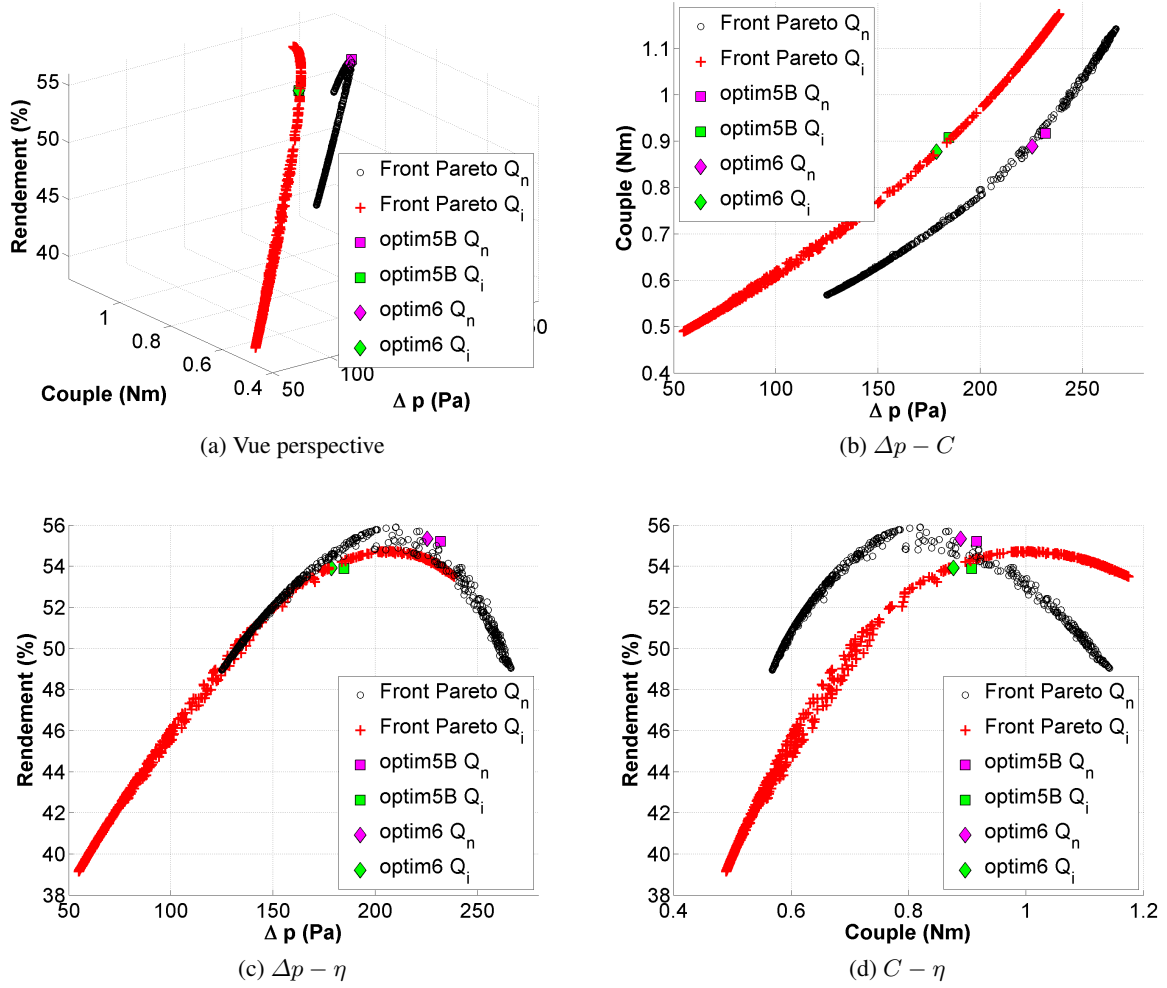 55
50
45
40
Rendement (%)
1
0.8
0.6
0.4
50
100
50
Couple (Nm)
Δ p (Pa)
Front Pareto Qn
Front Pareto Qi
optim5B Qn
optim5B Qi
optim6 Qn
optim6 Qi
(a) Vue perspective
1.1
1
0.9
0.8
0.7
0.6
0.5
0.4
Couple (Nm)
50
100
150
200
250
Δ p (Pa)
Front Pareto Qn
Front Pareto Qi
optim5B Qn
optim5B Qi
optim6 Qn
optim6 Qi
(b) Δp − C
56
54
52
50
48
46
44
42
40
38
Rendement (%)
50
100
150
200
250
Δ p (Pa)
Front Pareto Qn
Front Pareto Qi
optim5B Qn
optim5B Qi
optim6 Qn
optim6 Qi
(c) Δp − η
56
54
52
50
48
46
44
42
40
38
Rendement (%)
0.4
0.6
0.8
1
1.2
Couple (Nm)
Front Pareto Qn
Front Pareto Qi
optim5B Qn
optim5B Qi
optim6 Qn
optim6 Qi
(d) C − η